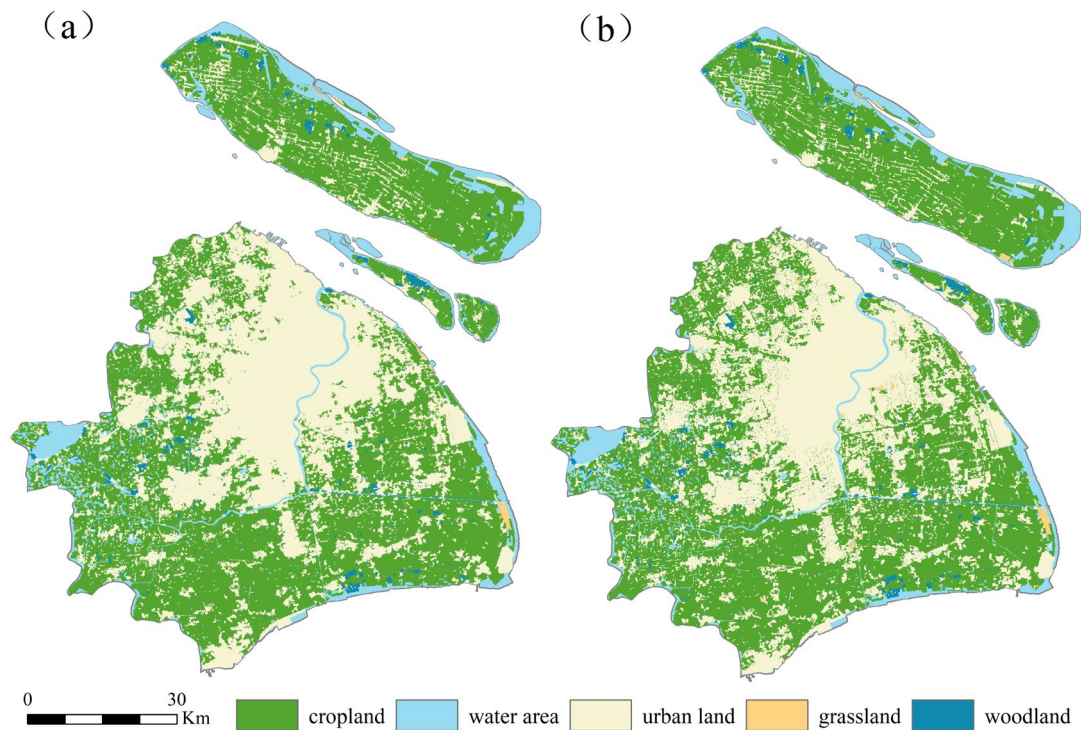 （a）
（b）
0 30
Km
cropland water area urban land grassland woodland